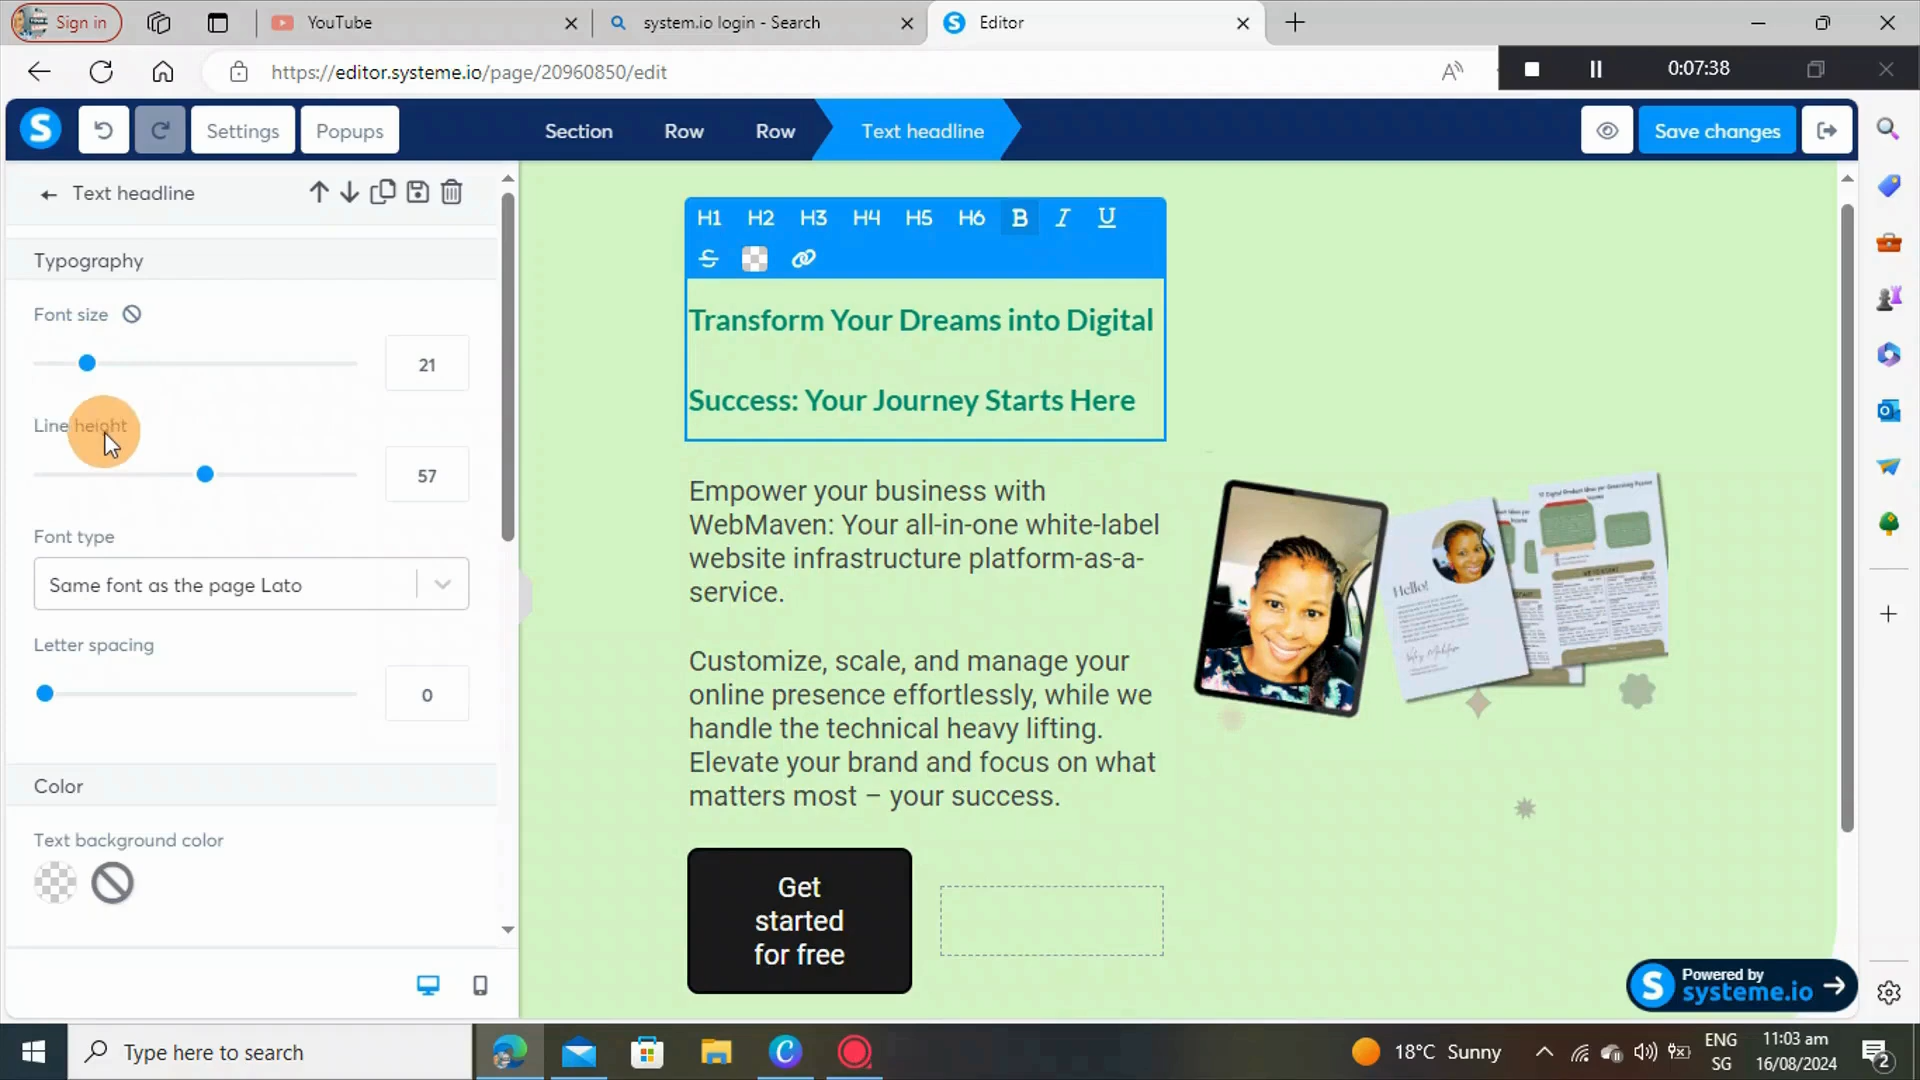 Sign in
YouTube
system.io login - Search
Editor
https://editor.systeme.io/page/20960850/edit
0:07:38
Settings
Popups
Section
Row
Row
Text headline
Save changes
Text headline
Typography
Font size
21
Line height
57
Font type
Same font as the page Lato
Letter spacing
0
Color
Text background color
H1 H2 H3 H4 H5 H6 B I U
S
Transform Your Dreams into Digital
Success: Your Journey Starts Here
Empower your business with
WebMaven: Your all-in-one white-label
website infrastructure platform-as-a-
service.
Customize, scale, and manage your
online presence effortlessly, while we
handle the technical heavy lifting.
Elevate your brand and focus on what
matters most – your success.
Get
started
for free
Hello!
Powered by
systeme.io
Type here to search
18°C Sunny
ENG
SG
11:03 am
16/08/2024
2